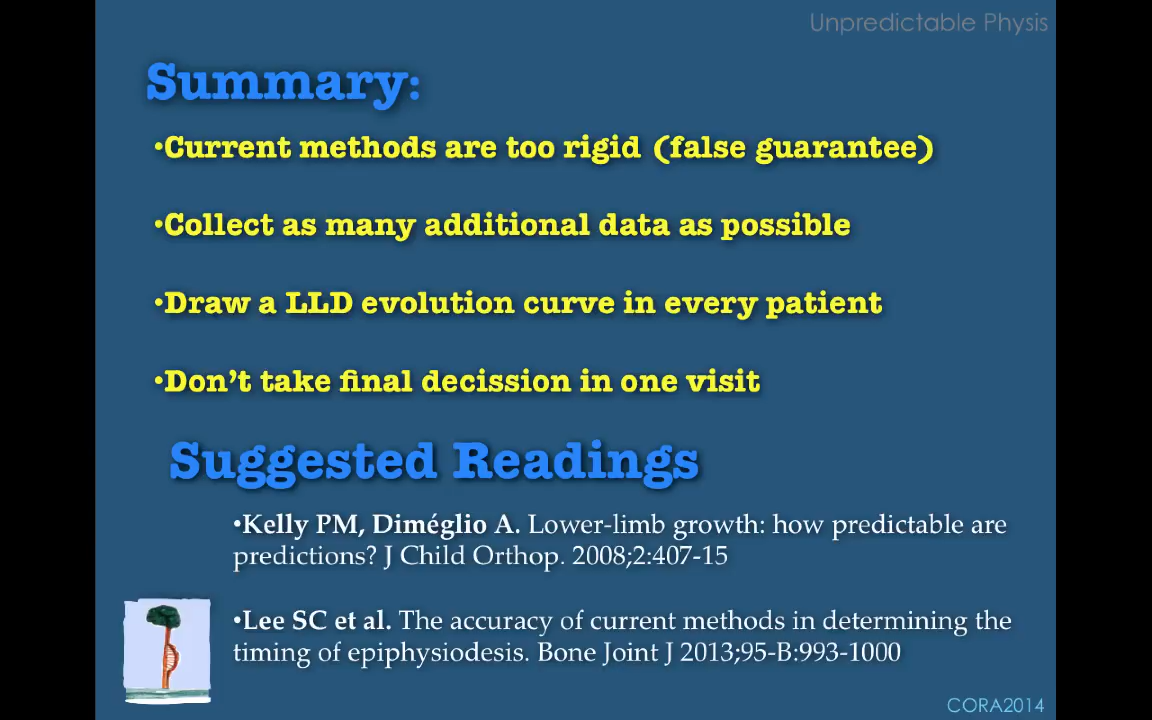 Unpredictable Physis
Summary:
•Current methods are too rigid (false guarantee)
•Collect as many additional data as possible
•Draw a LLD evolution curve in every patient
•Don’t take final decission in one visit
Suggested Readings
•Kelly PM, Diméglio A. Lower-limb growth: how predictable are
predictions? J Child Orthop. 2008;2:407-15
•Lee SC et al. The accuracy of current methods in determining the
timing of epiphysiodesis. Bone Joint J 2013;95-B:993-1000
CORA2014